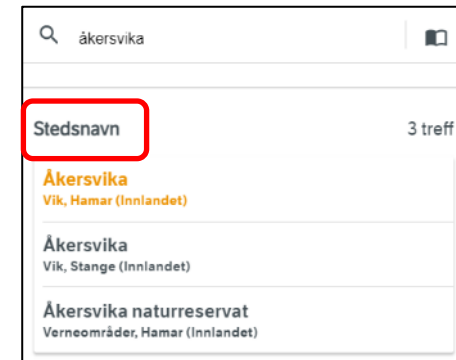 åkersvika
Stedsnavn 3 treff
Åkersvika
Vik, Hamar (Innlandet)
Åkersvika
Vik, Stange (Innlandet)
Åkersvika naturreservat
Verneområder, Hamar (Innlandet)